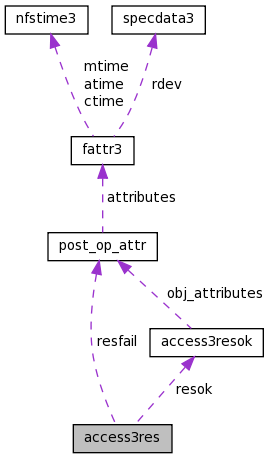 nfstime3
specdata3
mtime
atime
ctime
rdev
fattr3
attributes
post_op_attr
obj_attributes
resfail
access3resok
resok
access3res